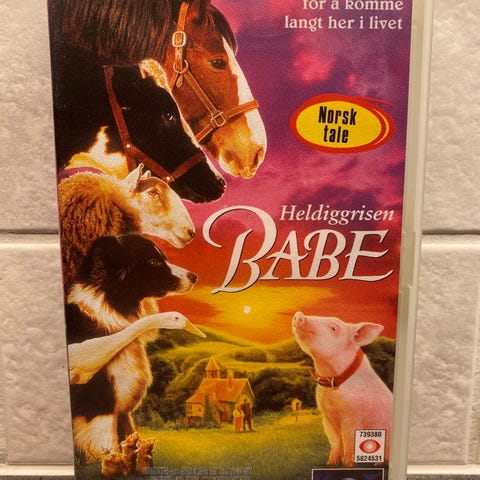 for å komme
langt her i livet
Norsk
tale
Heldiggrisen
BABE
739380
5824531